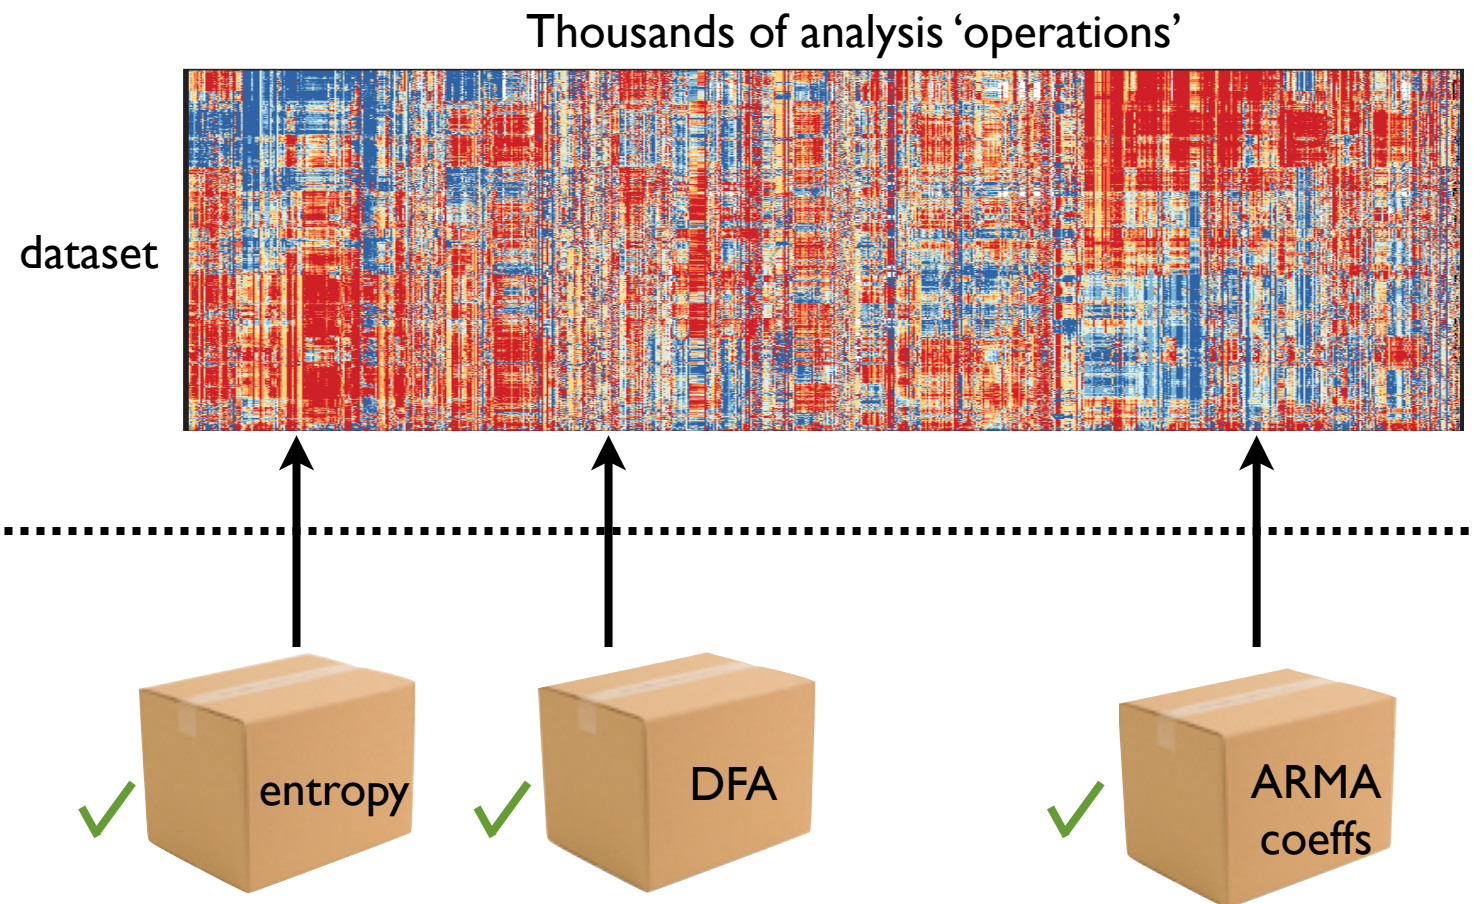 Thousands of analysis ‘operations’
dataset
entropy
DFA
ARMA
coeffs